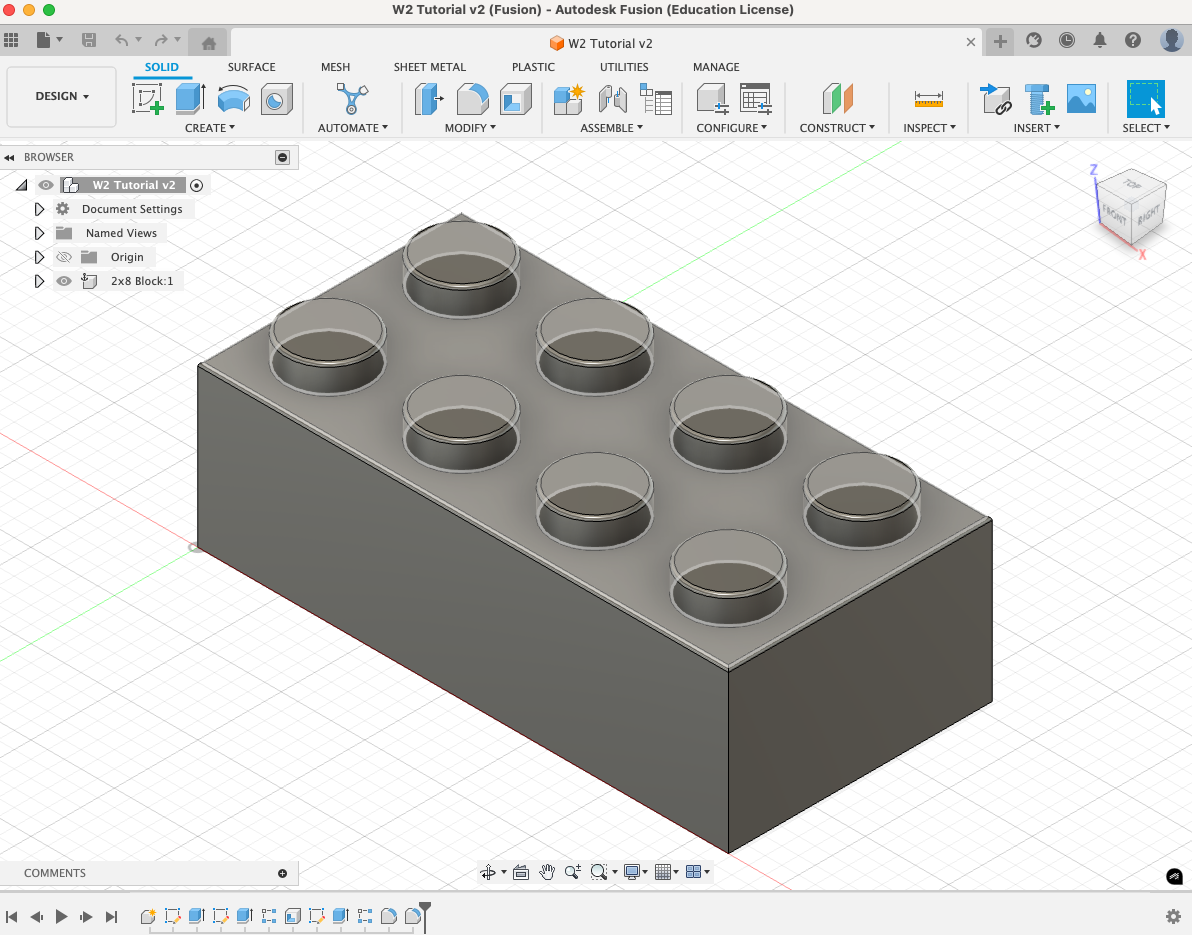 W2 Tutorial v2 (Fusion) - Autodesk Fusion (Education License)
W2 Tutorial v2
SOLID SURFACE MESH SHEET METAL PLASTIC UTILITIES MANAGE
DESIGN
CREATE AUTOMATE MODIFY ASSEMBLE CONFIGURE CONSTRUCT INSPECT INSERT SELECT
BROWSER
W2 Tutorial v2
Document Settings
Named Views
Origin
2x8 Block:1
Z
TOP
FRONT RIGHT
X
COMMENTS